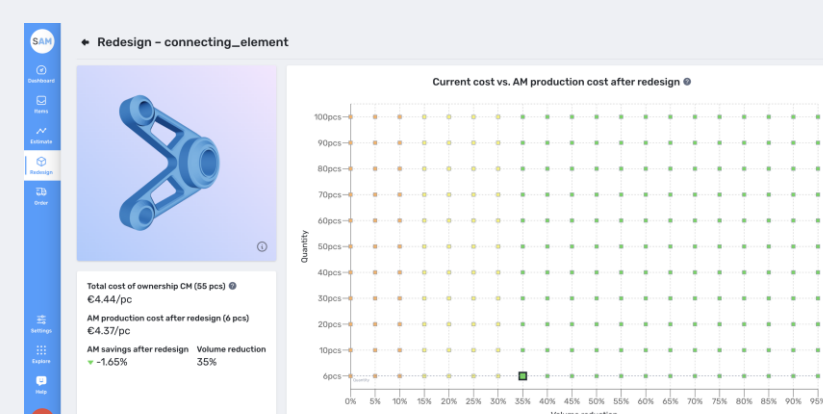 SAM
Redesign – connecting_element
Dashboard
Items
Estimate
Redesign
Order
Settings
Explore
Help
Total cost of ownership CM (55 pcs)
€4.44/pc
AM production cost after redesign (6 pcs)
€4.37/pc
AM savings after redesign Volume reduction
-1.65% 35%
Current cost vs. AM production cost after redesign
Quantity
100pcs
90pcs
80pcs
70pcs
60pcs
50pcs
40pcs
30pcs
20pcs
10pcs
6pcs
Quantity
0% 5% 10% 15% 20% 25% 30% 35% 40% 45% 50% 55% 60% 65% 70% 75% 80% 85% 90% 95%
Volume reduction